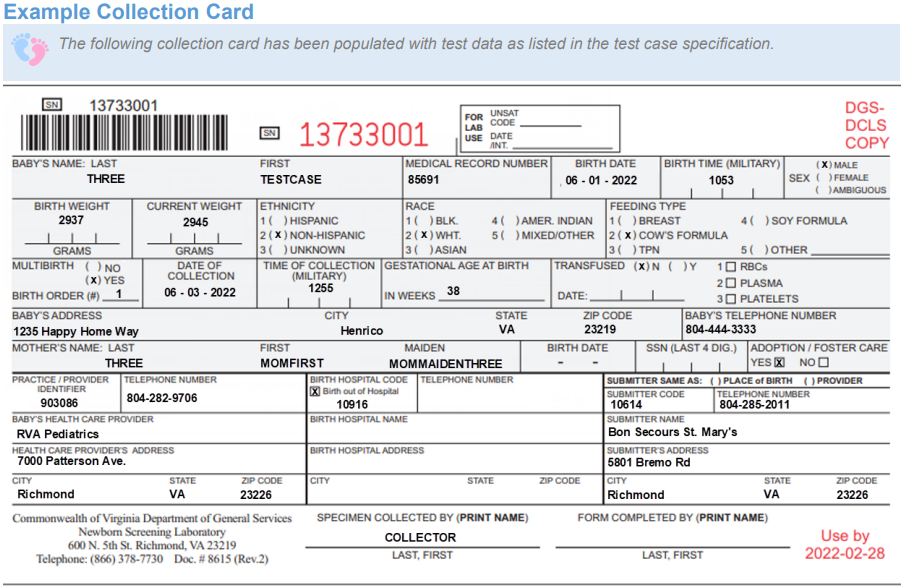 Example Collection Card
The following collection card has been populated with test data as listed in the test case specification.
SN 13733001
SN 13733001
FOR LAB USE
UNSAT CODE
DATE /INT.
DGS-
DCLS
COPY
BABY'S NAME: LAST FIRST MEDICAL RECORD NUMBER BIRTH DATE BIRTH TIME (MILITARY) SEX (X) MALE ( ) FEMALE ( ) AMBIGUOUS
THREE TESTCASE 85691 06 - 01 - 2022 1053
BIRTH WEIGHT CURRENT WEIGHT ETHNICITY RACE FEEDING TYPE
2937 2945 1 ( ) HISPANIC 1 ( ) BLK. 4 ( ) AMER. INDIAN 1 ( ) BREAST 4 ( ) SOY FORMULA
2 (X) NON-HISPANIC 2 (X) WHT. 5 ( ) MIXED/OTHER 2 (X) COW'S FORMULA
GRAMS GRAMS 3 ( ) UNKNOWN 3 ( ) ASIAN 3 ( ) TPN 5 ( ) OTHER
MULTIBIRTH ( ) NO DATE OF COLLECTION TIME OF COLLECTION (MILITARY) GESTATIONAL AGE AT BIRTH TRANSFUSED (X) N ( ) Y 1 RBCs
(X) YES 2 PLASMA
BIRTH ORDER (#) 1 06 - 03 - 2022 1255 IN WEEKS 38 DATE: 3 PLATELETS
BABY'S ADDRESS CITY STATE ZIP CODE BABY'S TELEPHONE NUMBER
1235 Happy Home Way Henrico VA 23219 804-444-3333
MOTHER'S NAME: LAST FIRST MAIDEN BIRTH DATE SSN (LAST 4 DIG.) ADOPTION / FOSTER CARE
THREE MOMFIRST MOMMAIDENTHREE - - YES X NO
PRACTICE / PROVIDER IDENTIFIER TELEPHONE NUMBER BIRTH HOSPITAL CODE TELEPHONE NUMBER SUBMITTER SAME AS: ( ) PLACE of BIRTH ( ) PROVIDER
X Birth out of Hospital SUBMITTER CODE TELEPHONE NUMBER
903086 804-282-9706 10916 10614 804-285-2011
BABY'S HEALTH CARE PROVIDER BIRTH HOSPITAL NAME SUBMITTER NAME
RVA Pediatrics Bon Secours St. Mary's
HEALTH CARE PROVIDER'S ADDRESS BIRTH HOSPITAL ADDRESS SUBMITTER'S ADDRESS
7000 Patterson Ave. 5801 Bremo Rd
CITY STATE ZIP CODE CITY STATE ZIP CODE CITY STATE ZIP CODE
Richmond VA 23226 Richmond VA 23226
Commonwealth of Virginia Department of General Services
Newborn Screening Laboratory
600 N. 5th St. Richmond, VA 23219
Telephone: (866) 378-7730 Doc. # 8615 (Rev.2)
SPECIMEN COLLECTED BY (PRINT NAME)
COLLECTOR
LAST, FIRST
FORM COMPLETED BY (PRINT NAME)
LAST, FIRST
Use by
2022-02-28